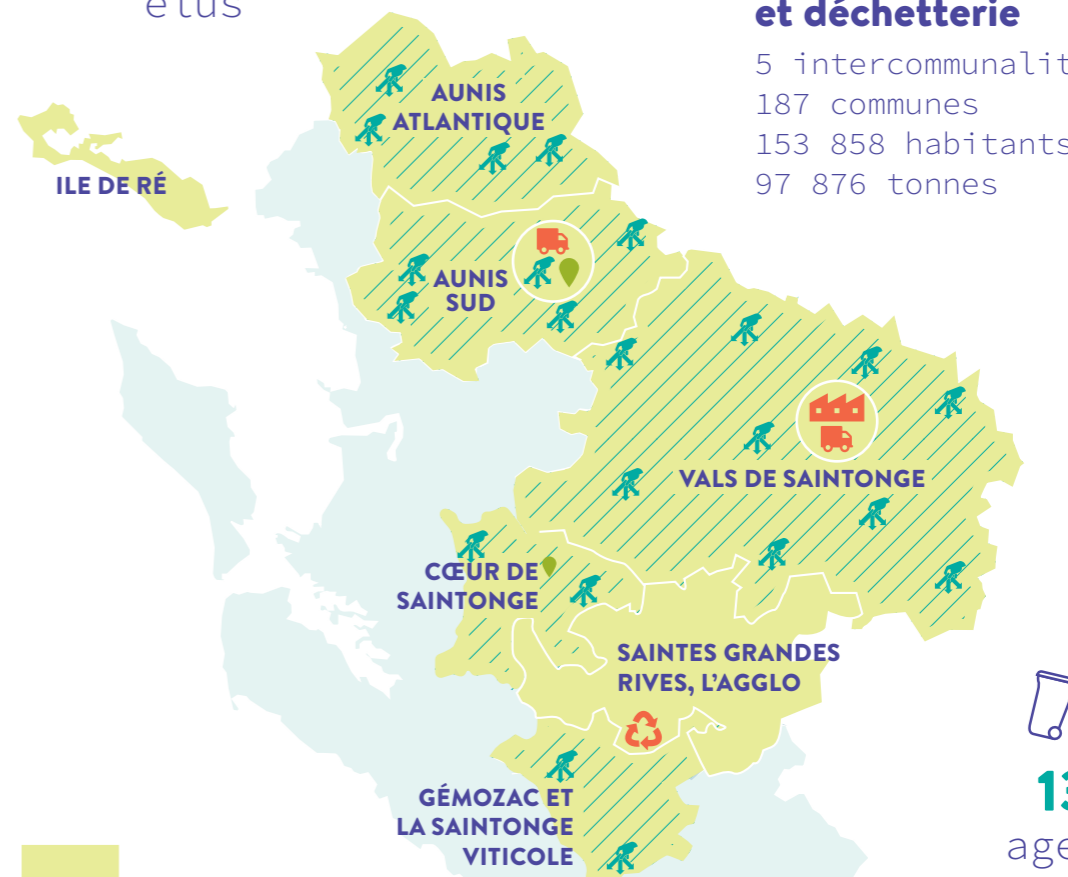 élus
et déchetterie
5 intercommunalit
187 communes
153 858 habitants
97 876 tonnes
AUNIS
ATLANTIQUE
ILE DE RÉ
AUNIS
SUD
VALS DE SAINTONGE
CŒUR DE
SAINTONGE
SAINTES GRANDES
RIVES, L'AGGLO
GÉMOZAC ET
LA SAINTONGE
VITICOLE
13
age